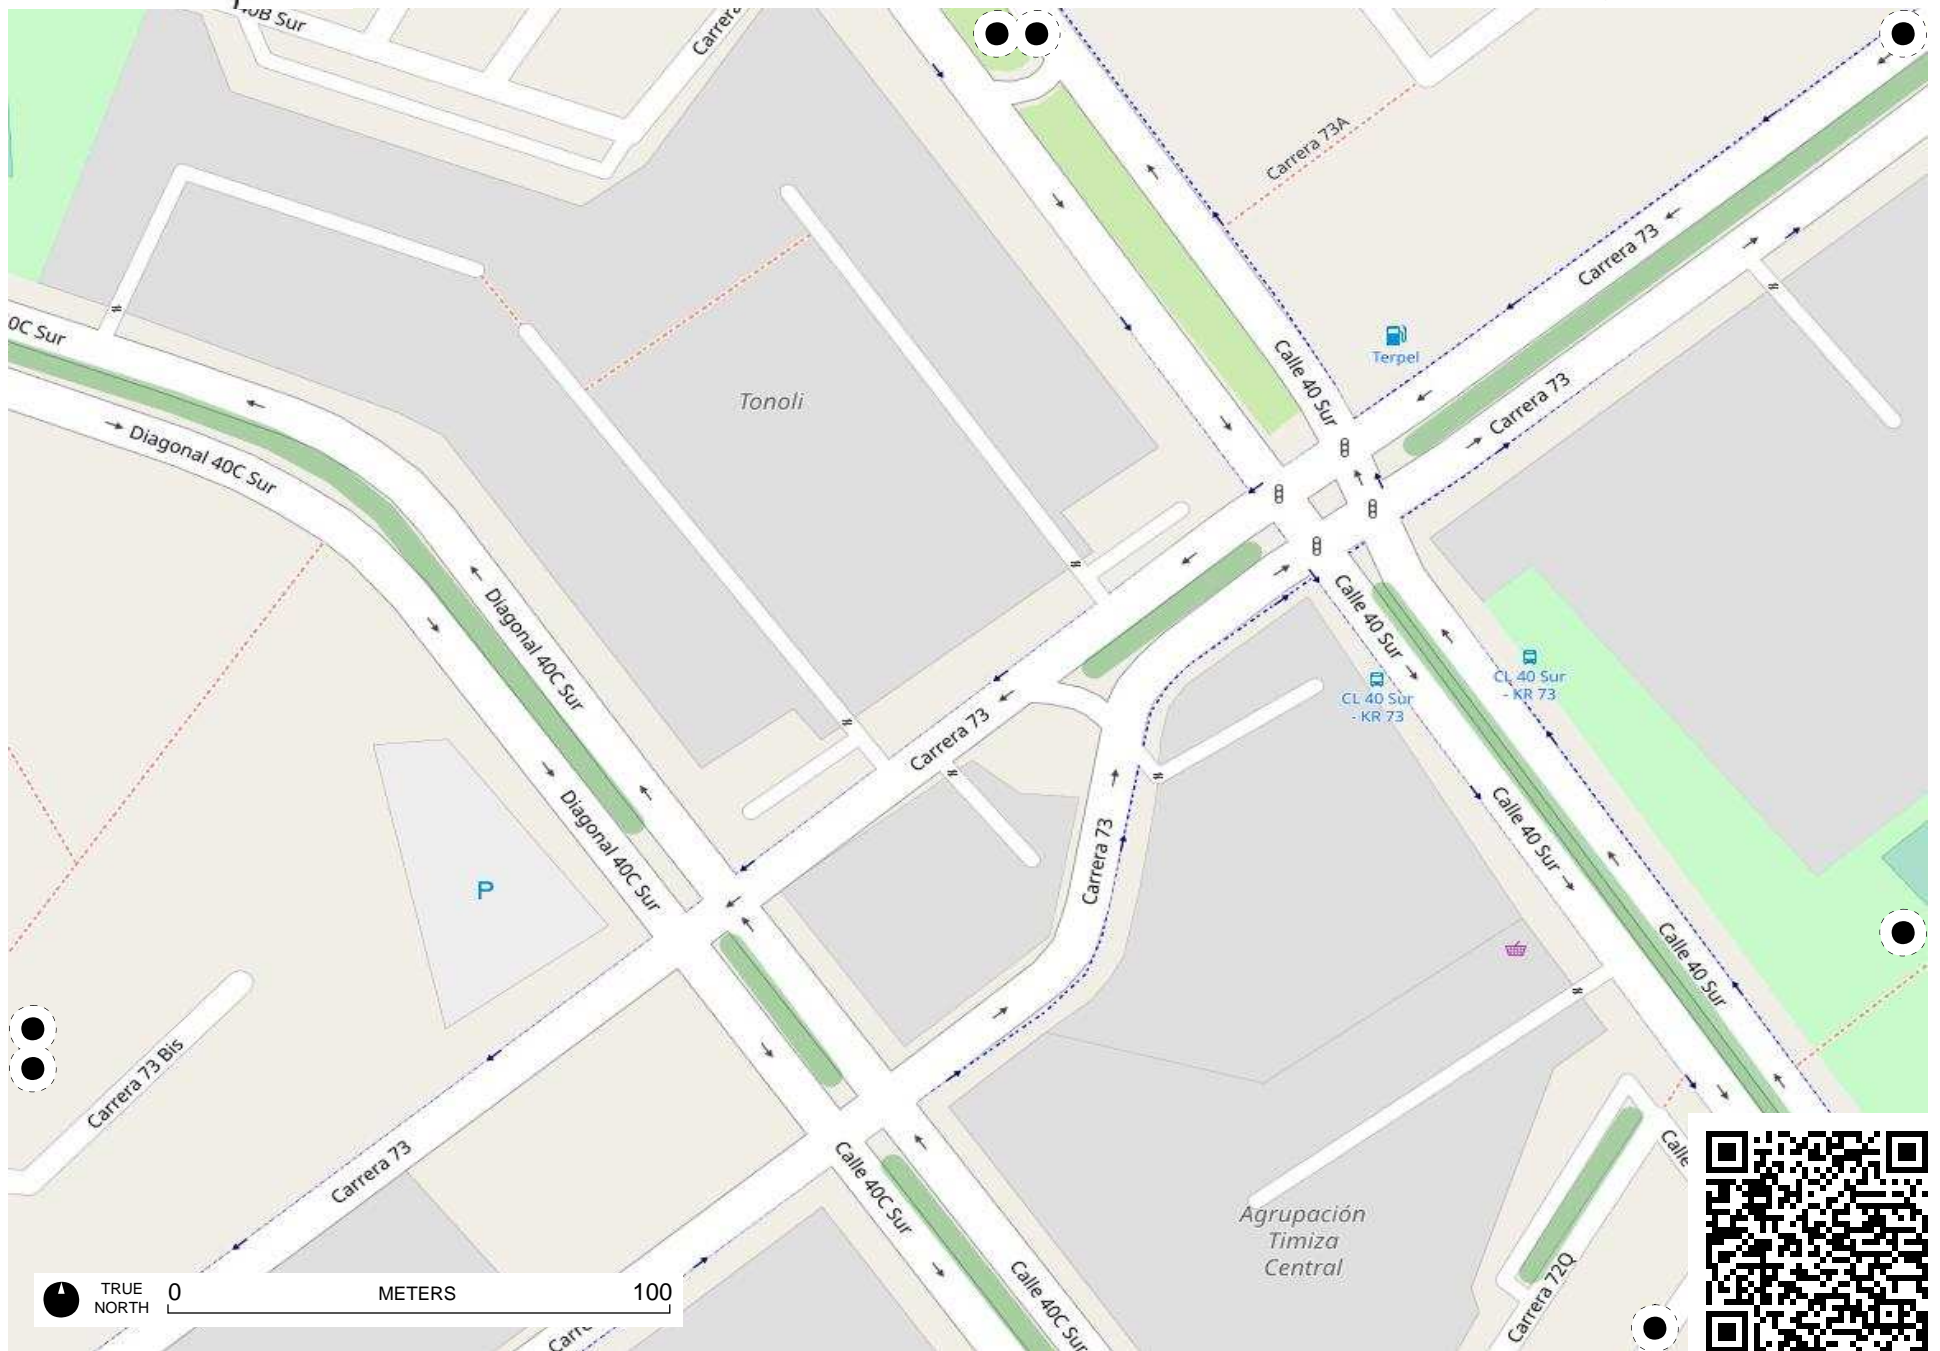 40B Sur
Carrera
Carrera 73A
Carrera 73
0C Sur
Terpel
Calle 40 Sur
Carrera 73
Tonoli
Diagonal 40C Sur
Diagonal 40C Sur
Calle 40 Sur
CL 40 Sur
- KR 73
CL 40 Sur
- KR 73
Carrera 73
Diagonal 40C Sur
Calle 40 Sur
Carrera 73
P
Calle 40 Sur
Carrera 73 Bis
Carrera 73
Calle 40C Sur
Calle
Agrupación
Timiza
Central
Calle 40C Sur
Carrera 72Q
Carre
TRUE
NORTH
0
METERS
100